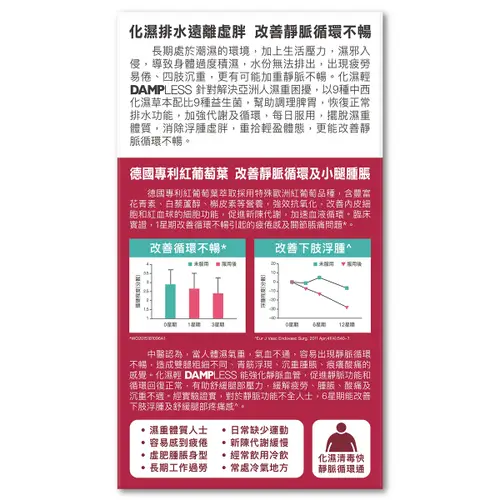 化濕排水遠離虛胖 改善靜脈循環不暢
長期處於潮濕的環境，加上生活壓力，濕邪入
侵，導致身體過度積濕，水份無法排出，出現疲勞
易倦、四肢沉重，更有可能加重靜脈不暢。化濕輕
DAMPLESS 針對解決亞洲人濕重困擾，以9種中西
化濕草本配比9種益生菌，幫助調理脾胃，恢復正常
排水功能，加強代謝及循環，每日服用，擺脫濕重
體質，消除浮腫虛胖，重拾輕盈體態，更能改善靜
脈循環不暢。
德國專利紅葡萄葉 改善靜脈循環及小腿腫脹
德國專利紅葡萄葉萃取採用特殊歐洲紅葡萄品種，含豐富
花青素、白藜蘆醇、槲皮素等營養，強效抗氧化，改善內皮細
胞和紅血球的細胞功能，促進新陳代謝，加速血液循環。臨床
實證，1星期改善循環不暢引起的疲倦感及關節脹痛問題*。
改善循環不暢*
未服用 服用後
0星期 1星期 3星期
改善下肢浮腫^
未服用 服用後
0星期 6星期 12星期
中醫認為，當人體濕氣重，氣血不通，容易出現靜脈循環
不暢，造成雙腿粗細不同、青筋浮現、沉重腫脹、痕癢酸痛的
感覺。化濕輕 DAMPLESS 能強化靜脈血管，促進靜脈功能和
循環回復正常，有助舒緩腿部壓力，緩解疲勞、腫脹、酸痛及
沉重不適。經實驗證實，對於靜脈功能不全人士，6星期能改善
下肢浮腫及舒緩腿部疼痛感^。
• 濕重體質人士
• 容易感到疲倦
• 虛肥腫脹身型
• 長期工作過勞
• 日常缺少運動
• 新陳代謝緩慢
• 經常飲用冷飲
• 常處冷氣地方
化濕清毒快
靜脈循環通